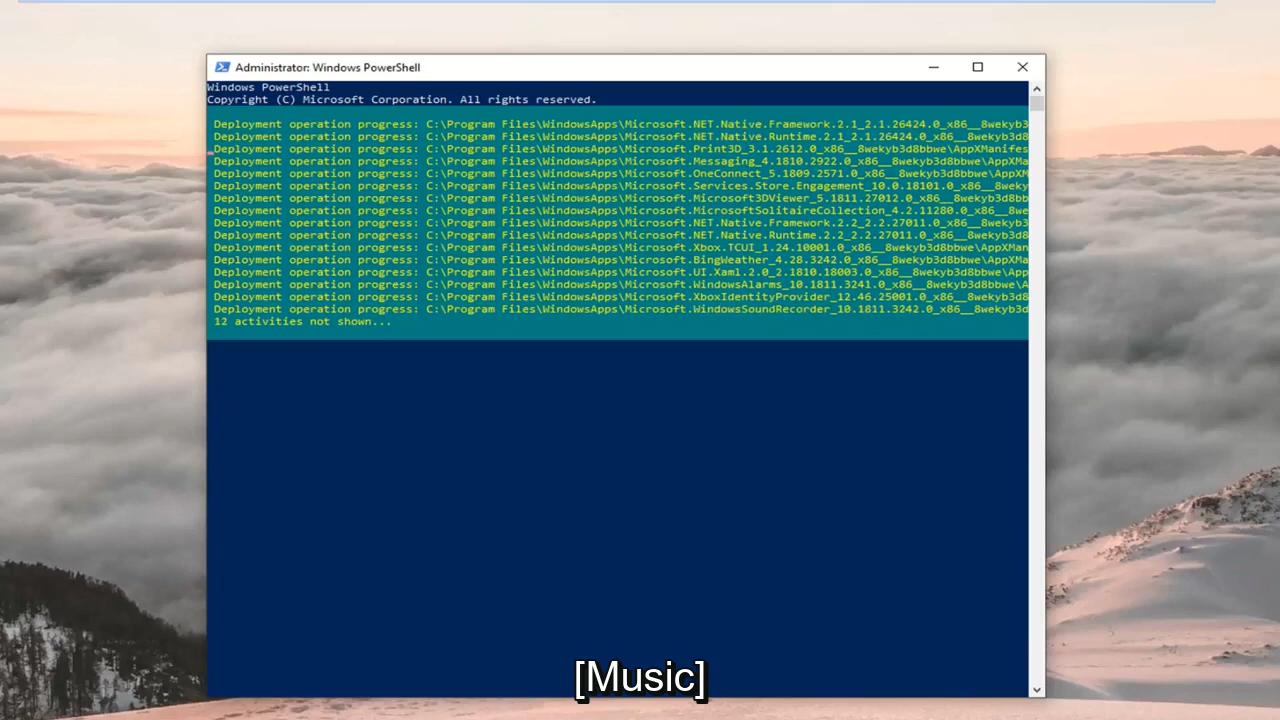 Administrator: Windows PowerShell
Windows PowerShell
Copyright (C) Microsoft Corporation. All rights reserved.
Deployment operation progress: C:\Program Files\WindowsApps\Microsoft.NET.Native.Framework.2.1_2.1.26424.0_x86__8wekyb3
Deployment operation progress: C:\Program Files\WindowsApps\Microsoft.NET.Native.Runtime.2.1_2.1.26424.0_x86__8wekyb3d8
Deployment operation progress: C:\Program Files\WindowsApps\Microsoft.Print3D_3.1.2612.0_x86__8wekyb3d8bbwe\AppXManifes
Deployment operation progress: C:\Program Files\WindowsApps\Microsoft.Messaging_4.1810.2922.0_x86__8wekyb3d8bbwe\AppXMa
Deployment operation progress: C:\Program Files\WindowsApps\Microsoft.OneConnect_5.1809.2571.0_x86__8wekyb3d8bbwe\AppXM
Deployment operation progress: C:\Program Files\WindowsApps\Microsoft.Services.Store.Engagement_10.0.18101.0_x86__8weky
Deployment operation progress: C:\Program Files\WindowsApps\Microsoft.Microsoft3DViewer_5.1811.27012.0_x86__8wekyb3d8bb
Deployment operation progress: C:\Program Files\WindowsApps\Microsoft.MicrosoftSolitaireCollection_4.2.11280.0_x86__8we
Deployment operation progress: C:\Program Files\WindowsApps\Microsoft.NET.Native.Framework.2.2_2.2.27011.0_x86__8wekyb3
Deployment operation progress: C:\Program Files\WindowsApps\Microsoft.NET.Native.Runtime.2.2_2.2.27011.0_x86__8wekyb3d8
Deployment operation progress: C:\Program Files\WindowsApps\Microsoft.Xbox.TCUI_1.24.10001.0_x86__8wekyb3d8bbwe\AppXMan
Deployment operation progress: C:\Program Files\WindowsApps\Microsoft.BingWeather_4.28.3242.0_x86__8wekyb3d8bbwe\AppXMa
Deployment operation progress: C:\Program Files\WindowsApps\Microsoft.UI.Xaml.2.0_2.1810.18003.0_x86__8wekyb3d8bbwe\App
Deployment operation progress: C:\Program Files\WindowsApps\Microsoft.WindowsAlarms_10.1811.3241.0_x86__8wekyb3d8bbwe\A
Deployment operation progress: C:\Program Files\WindowsApps\Microsoft.XboxIdentityProvider_12.46.25001.0_x86__8wekyb3d8
Deployment operation progress: C:\Program Files\WindowsApps\Microsoft.WindowsSoundRecorder_10.1811.3242.0_x86__8wekyb3d
12 activities not shown...
[Music]